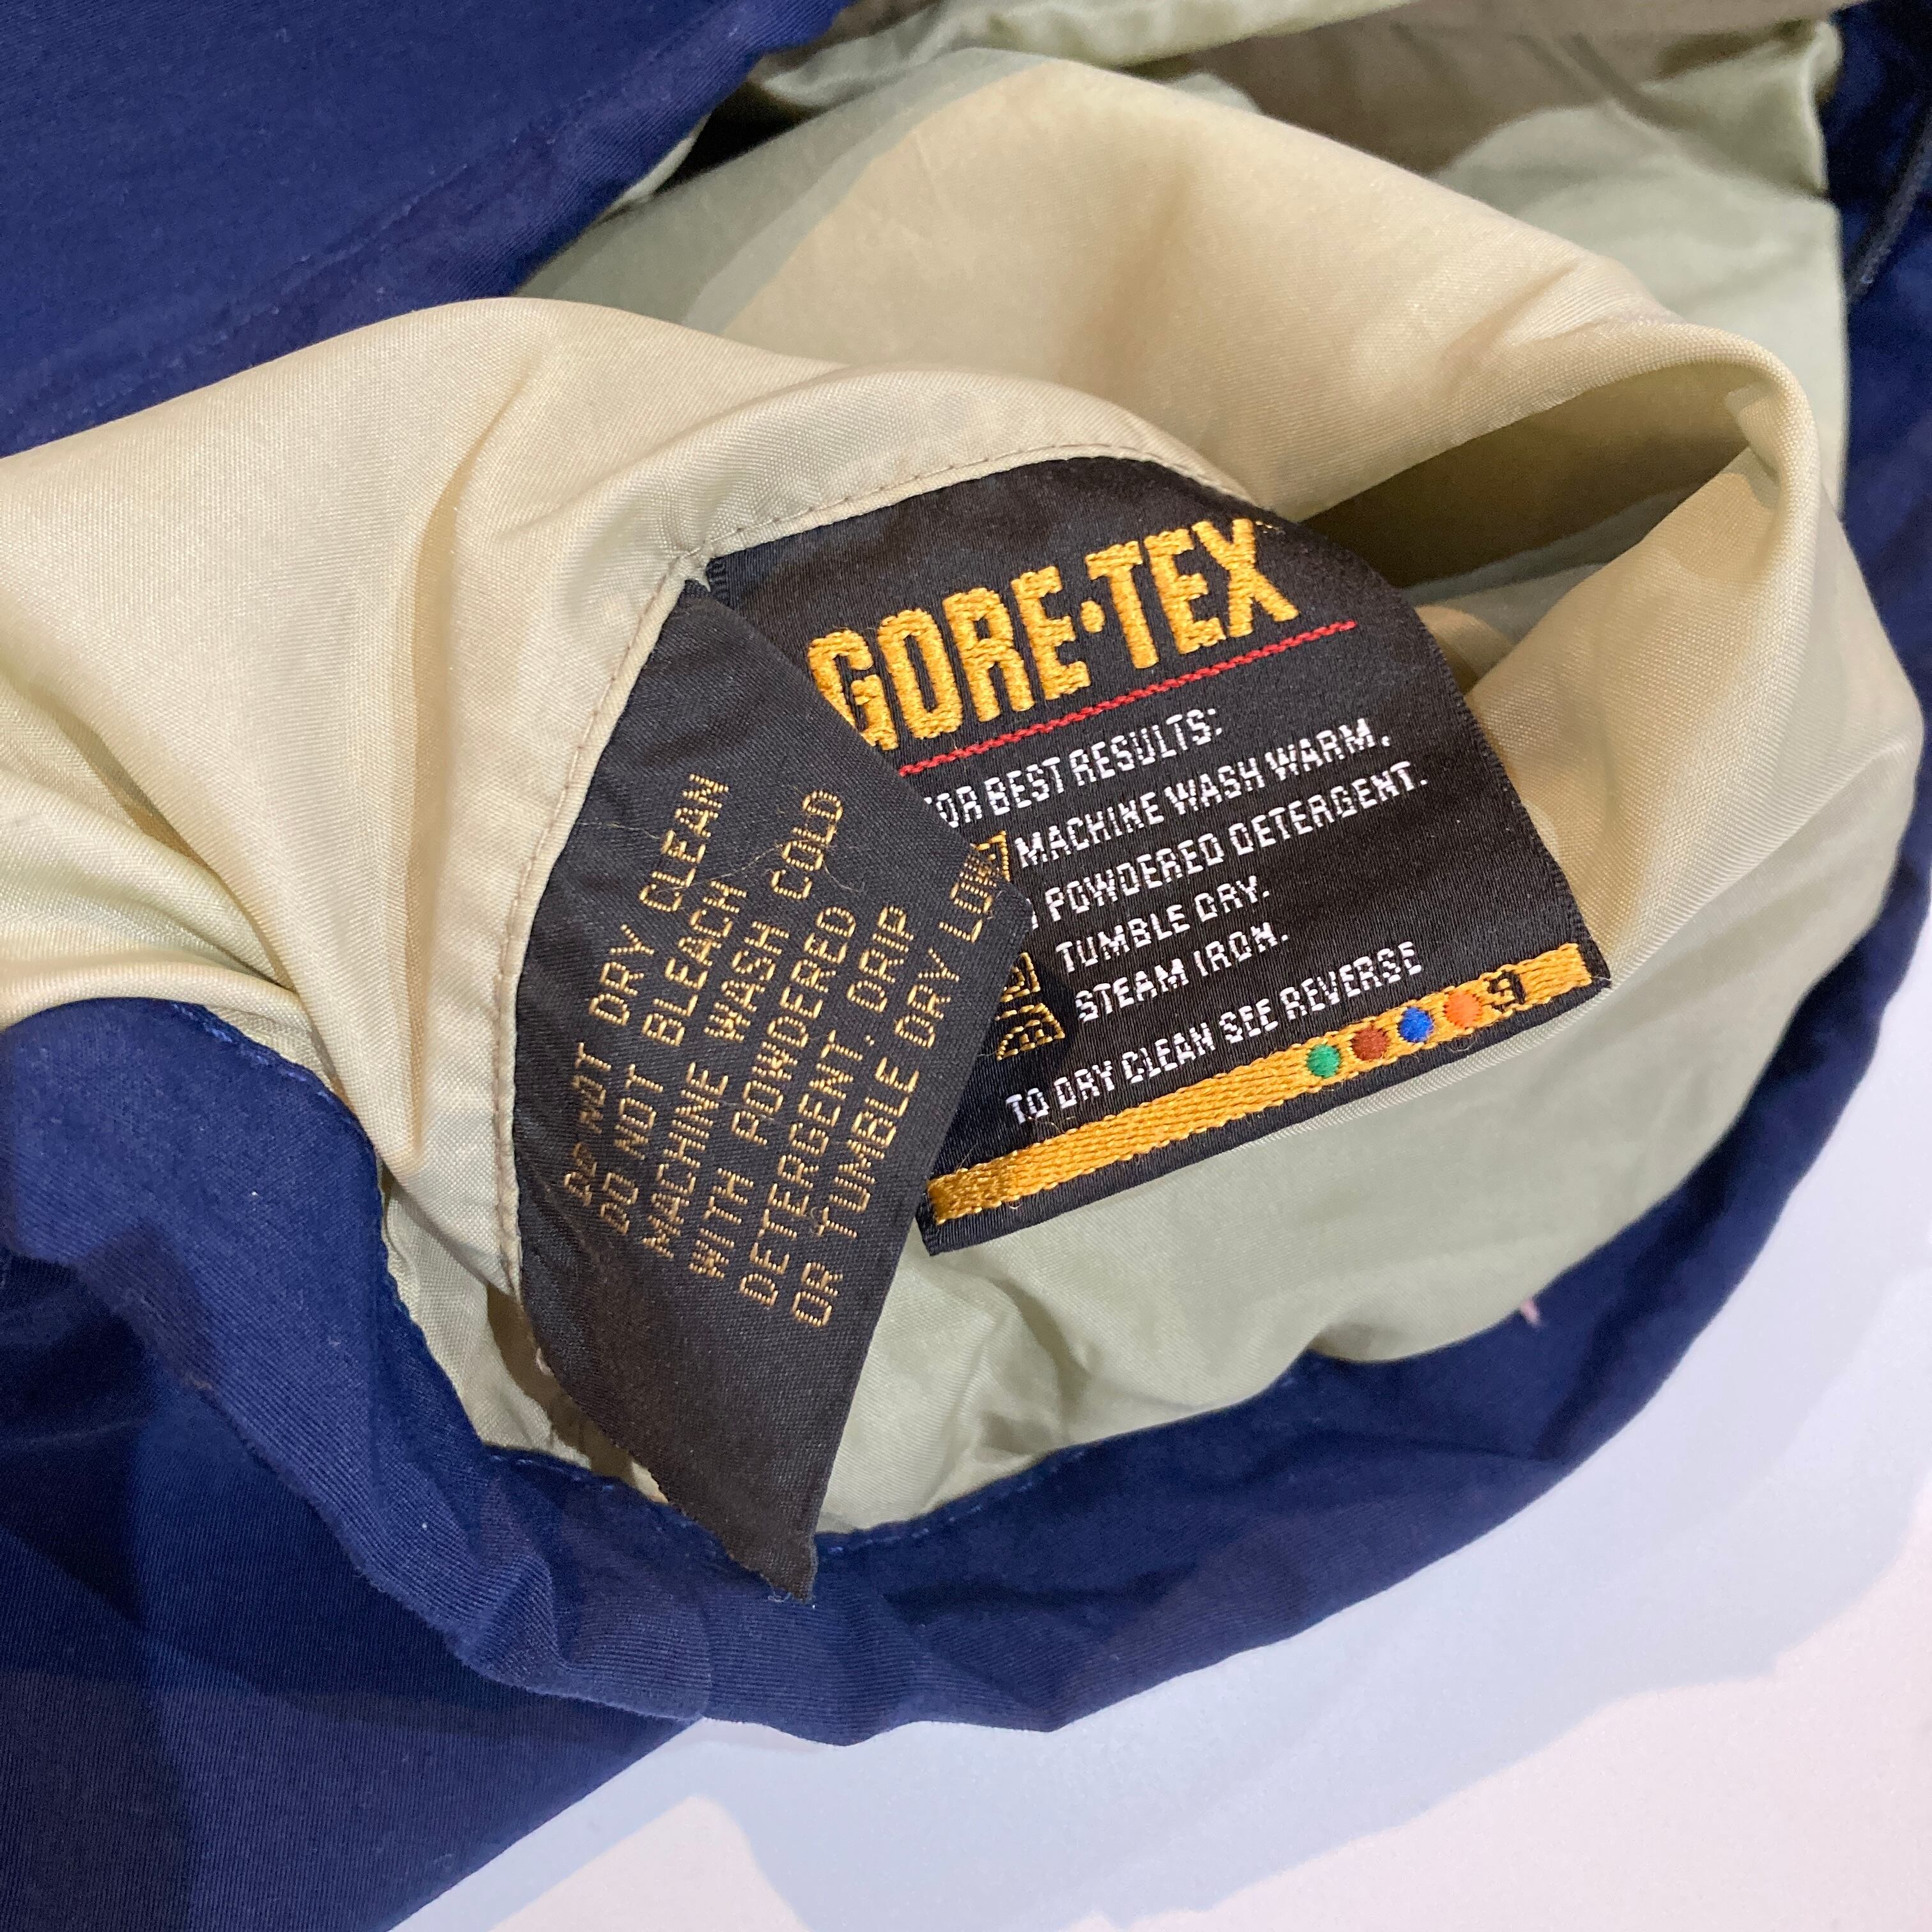 GORE·TEX
FOR BEST RESULTS:
MACHINE WASH WARM,
POWDERED DETERGENT.
TUMBLE DRY.
STEAM IRON.
TO DRY CLEAN SEE REVERSE
DO NOT DRY CLEAN
DO NOT BLEACH
MACHINE WASH COLD
WITH POWDERED
DETERGENT, DRIP
OR TUMBLE DRY LOW